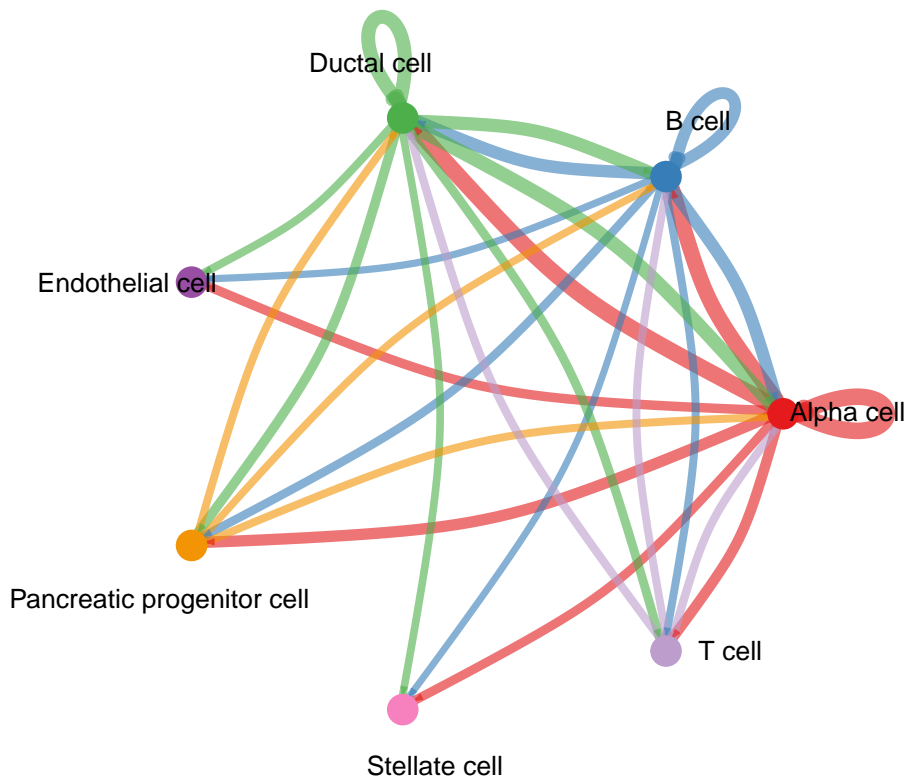 Ductal cell
B cell
Endothelial cell
Alpha cell
Pancreatic progenitor cell
T cell
Stellate cell